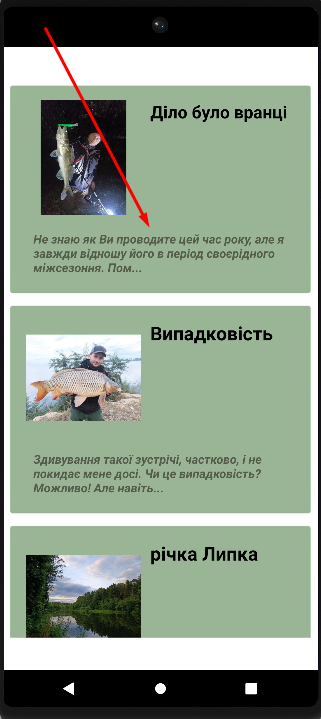 Діло було вранці
Не знаю як Ви проводите цей час року, але я
завжди відношу його в період своєрідного
міжсезоння. Пом...
Випадковість
Здивування такої зустрічі, частково, і не
покидає мене досі. Чи це випадковість?
Можливо! Але навіть...
річка Липка